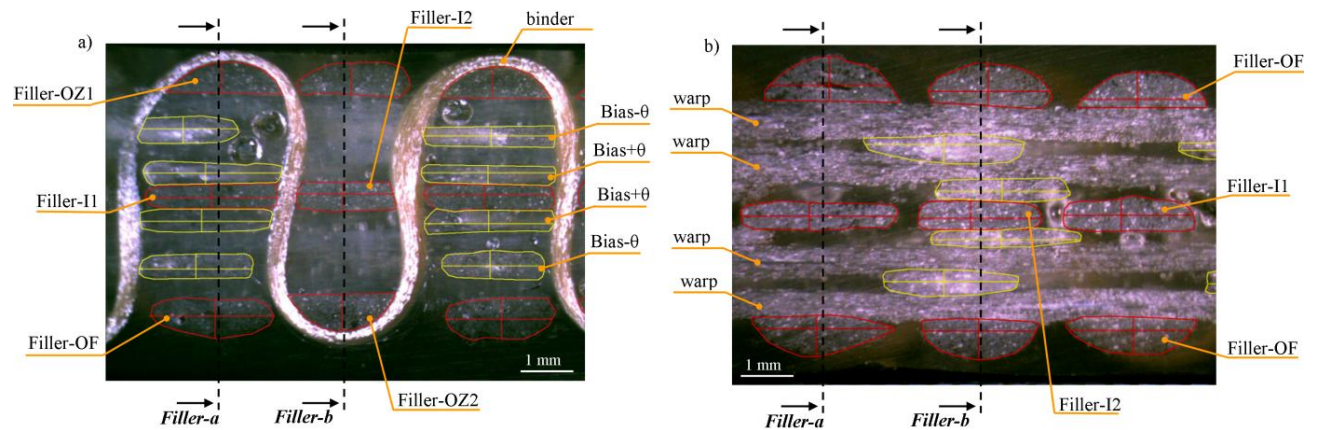 a)
Filler-I2
binder
Filler-OZ1
Bias-θ
Bias+θ
Filler-I1
Bias+θ
Bias-θ
Filler-OF
1 mm
Filler-OZ2
Filler-a
Filler-b
b)
Filler-OF
warp
warp
Filler-I1
warp
warp
Filler-OF
1 mm
Filler-I2
Filler-a
Filler-b